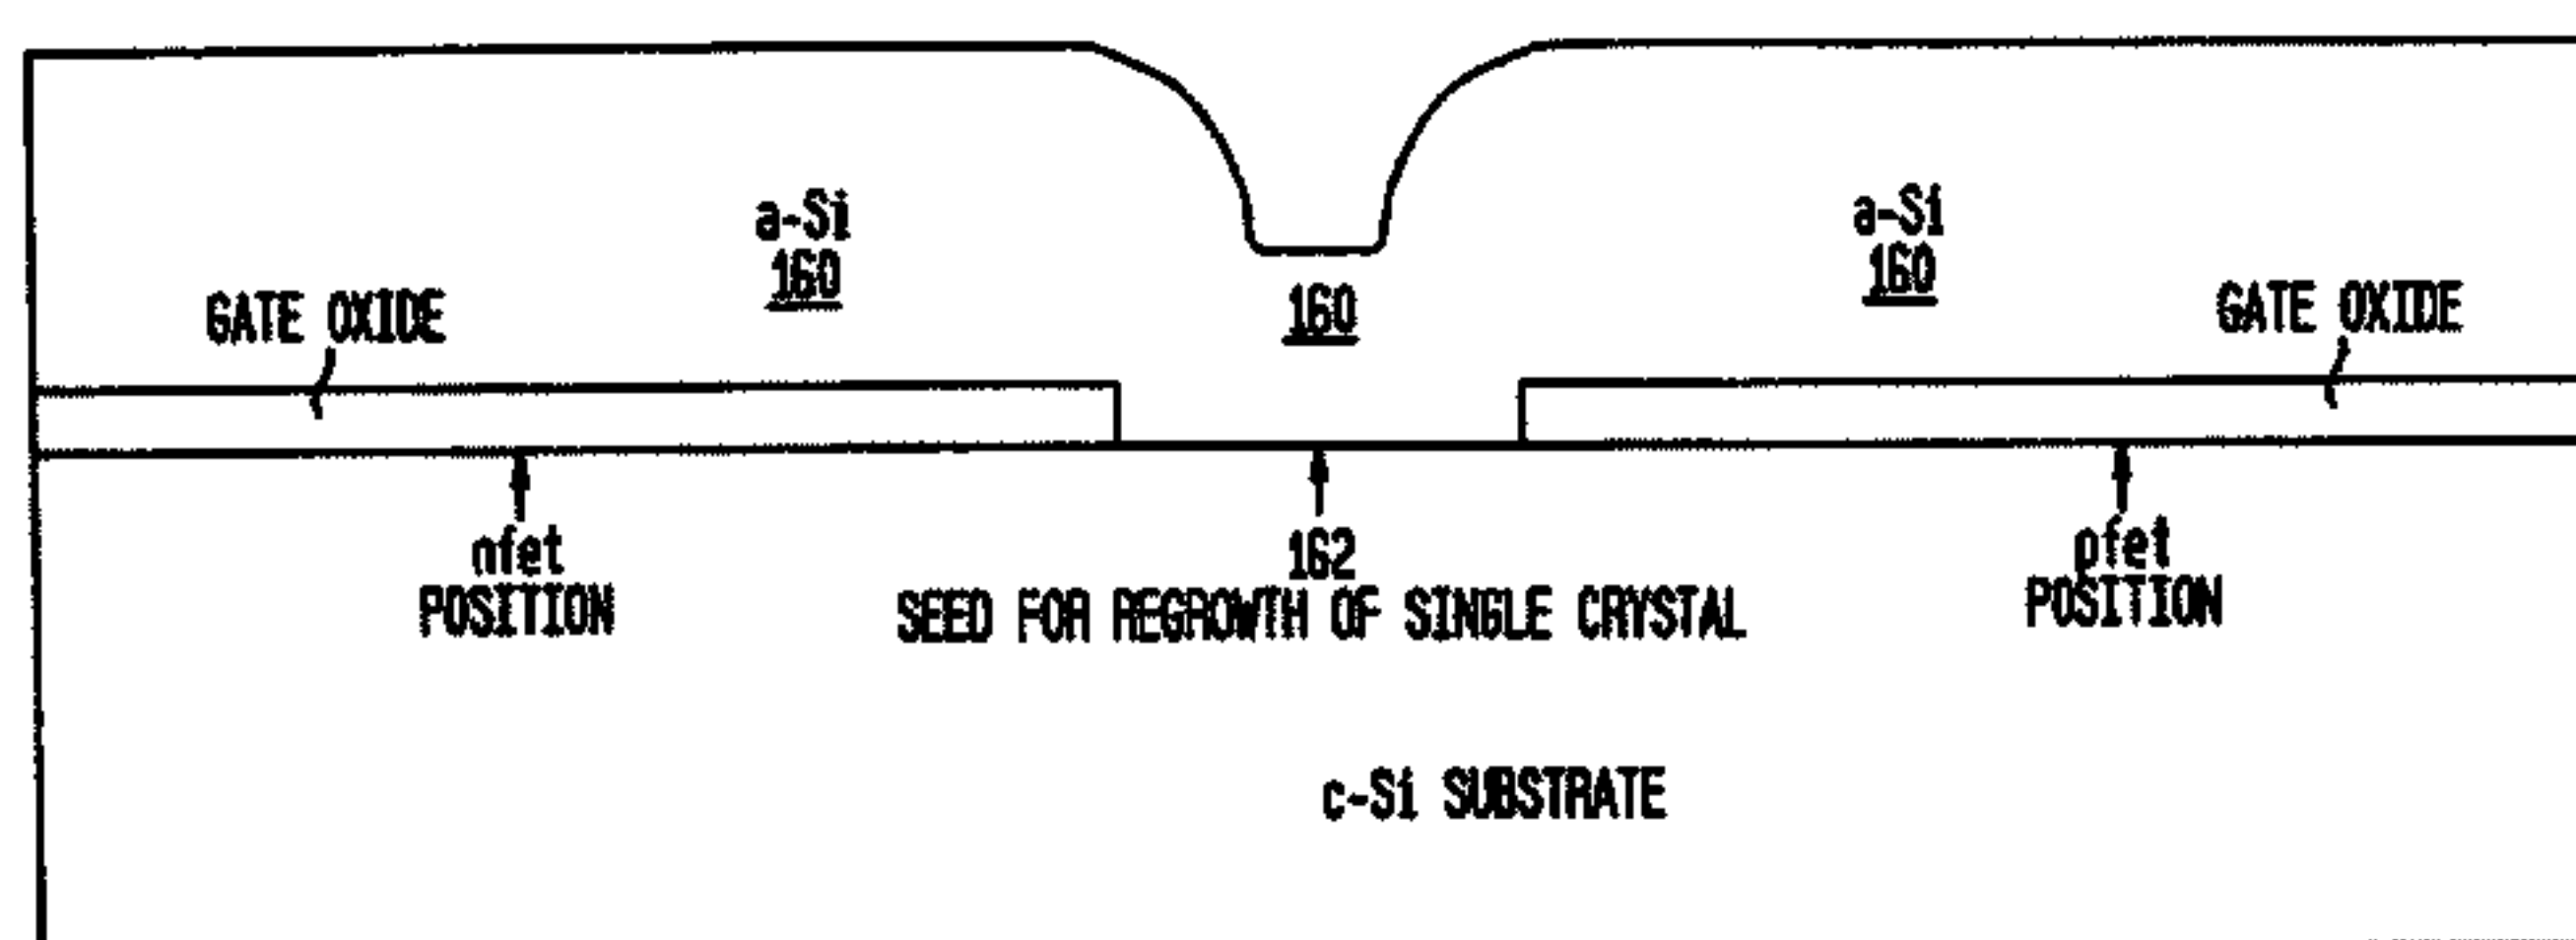 a-Si
160
a-Si
160
160
GATE OXIDE
GATE OXIDE
nfet
POSITION
162
SEED FOR REGROWTH OF SINGLE CRYSTAL
pfet
POSITION
c-Si SUBSTRATE